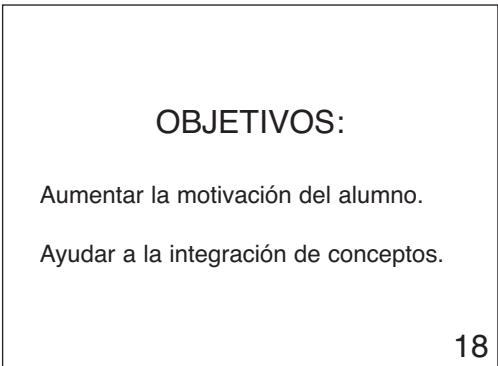 OBJETIVOS:
Aumentar la motivación del alumno.
Ayudar a la integración de conceptos.
18